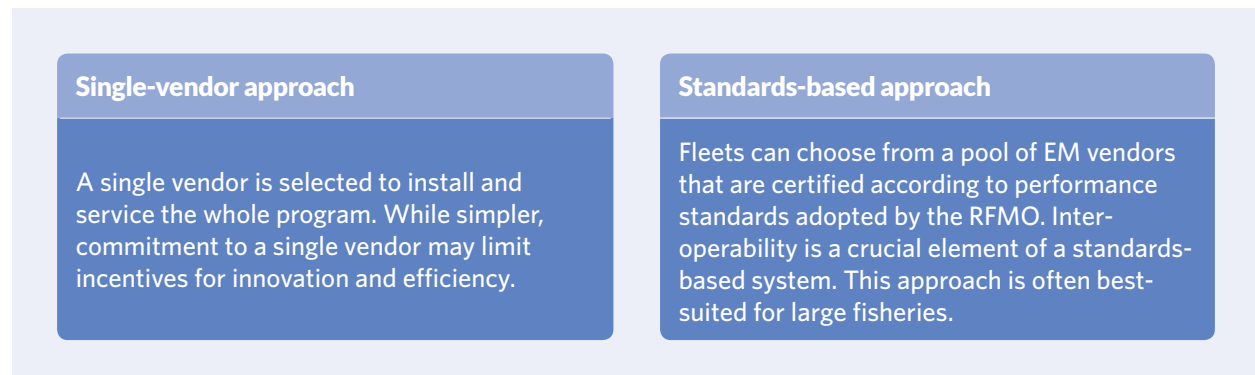 Single-vendor approach
A single vendor is selected to install and
service the whole program. While simpler,
commitment to a single vendor may limit
incentives for innovation and efficiency.
Standards-based approach
Fleets can choose from a pool of EM vendors
that are certified according to performance
standards adopted by the RFMO. Inter-
operability is a crucial element of a standards-
based system. This approach is often best-
suited for large fisheries.